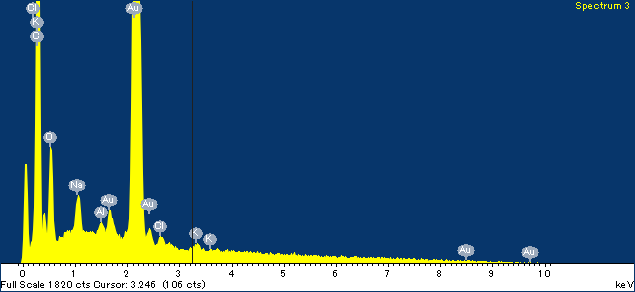 Spectrum 3
Cl
K
C
Au
O
Na
Al
Au
Au
Cl
K
K
Au
Au
0 1 2 3 4 5 6 7 8 9 10
Full Scale 1820 cts Cursor: 3.246 (106 cts)
keV